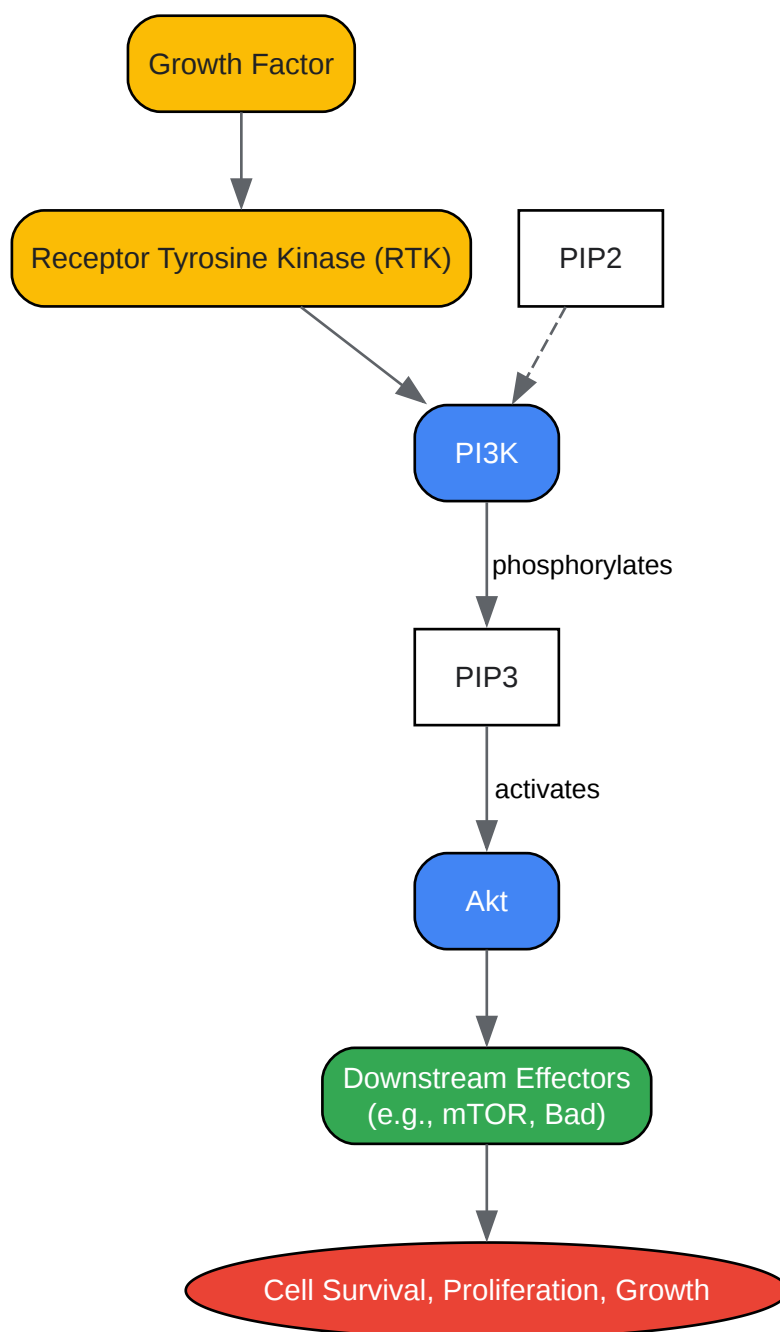 Growth Factor
Receptor Tyrosine Kinase (RTK)
PIP2
PI3K
phosphorylates
PIP3
activates
Akt
Downstream Effectors
(e.g., mTOR, Bad)
Cell Survival, Proliferation, Growth